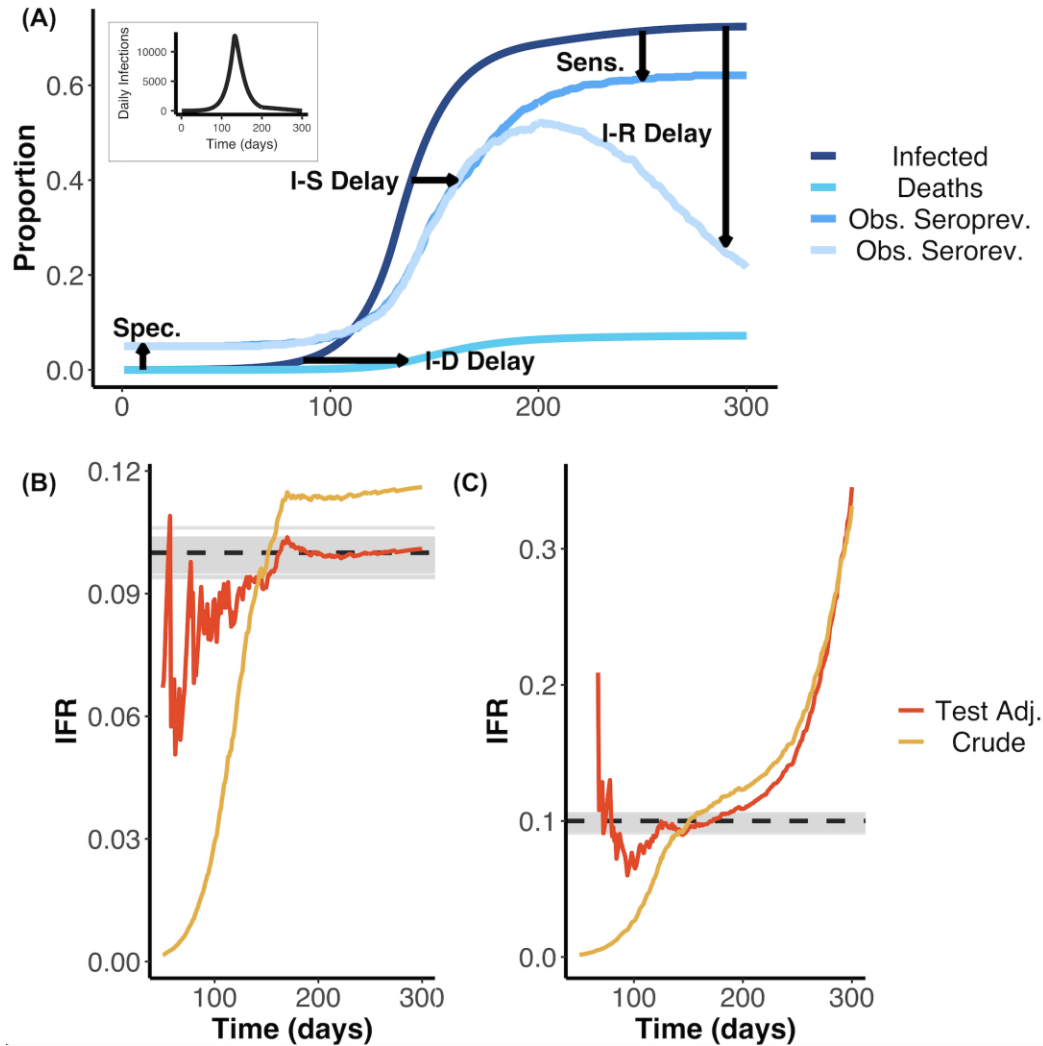 (A)
Daily Infections
10000
5000
0
0 100 200 300
Time (days)
Proportion
0.6
0.4
0.2
0.0
Sens.
I-R Delay
I-S Delay
Spec.
I-D Delay
0 100 200 300
Infected
Deaths
Obs. Seroprev.
Obs. Serorev.
(B)
IFR
0.12
0.09
0.06
0.03
0.00
100 200 300
Time (days)
(C)
IFR
0.3
0.2
0.1
0.0
100 200 300
Time (days)
Test Adj.
Crude